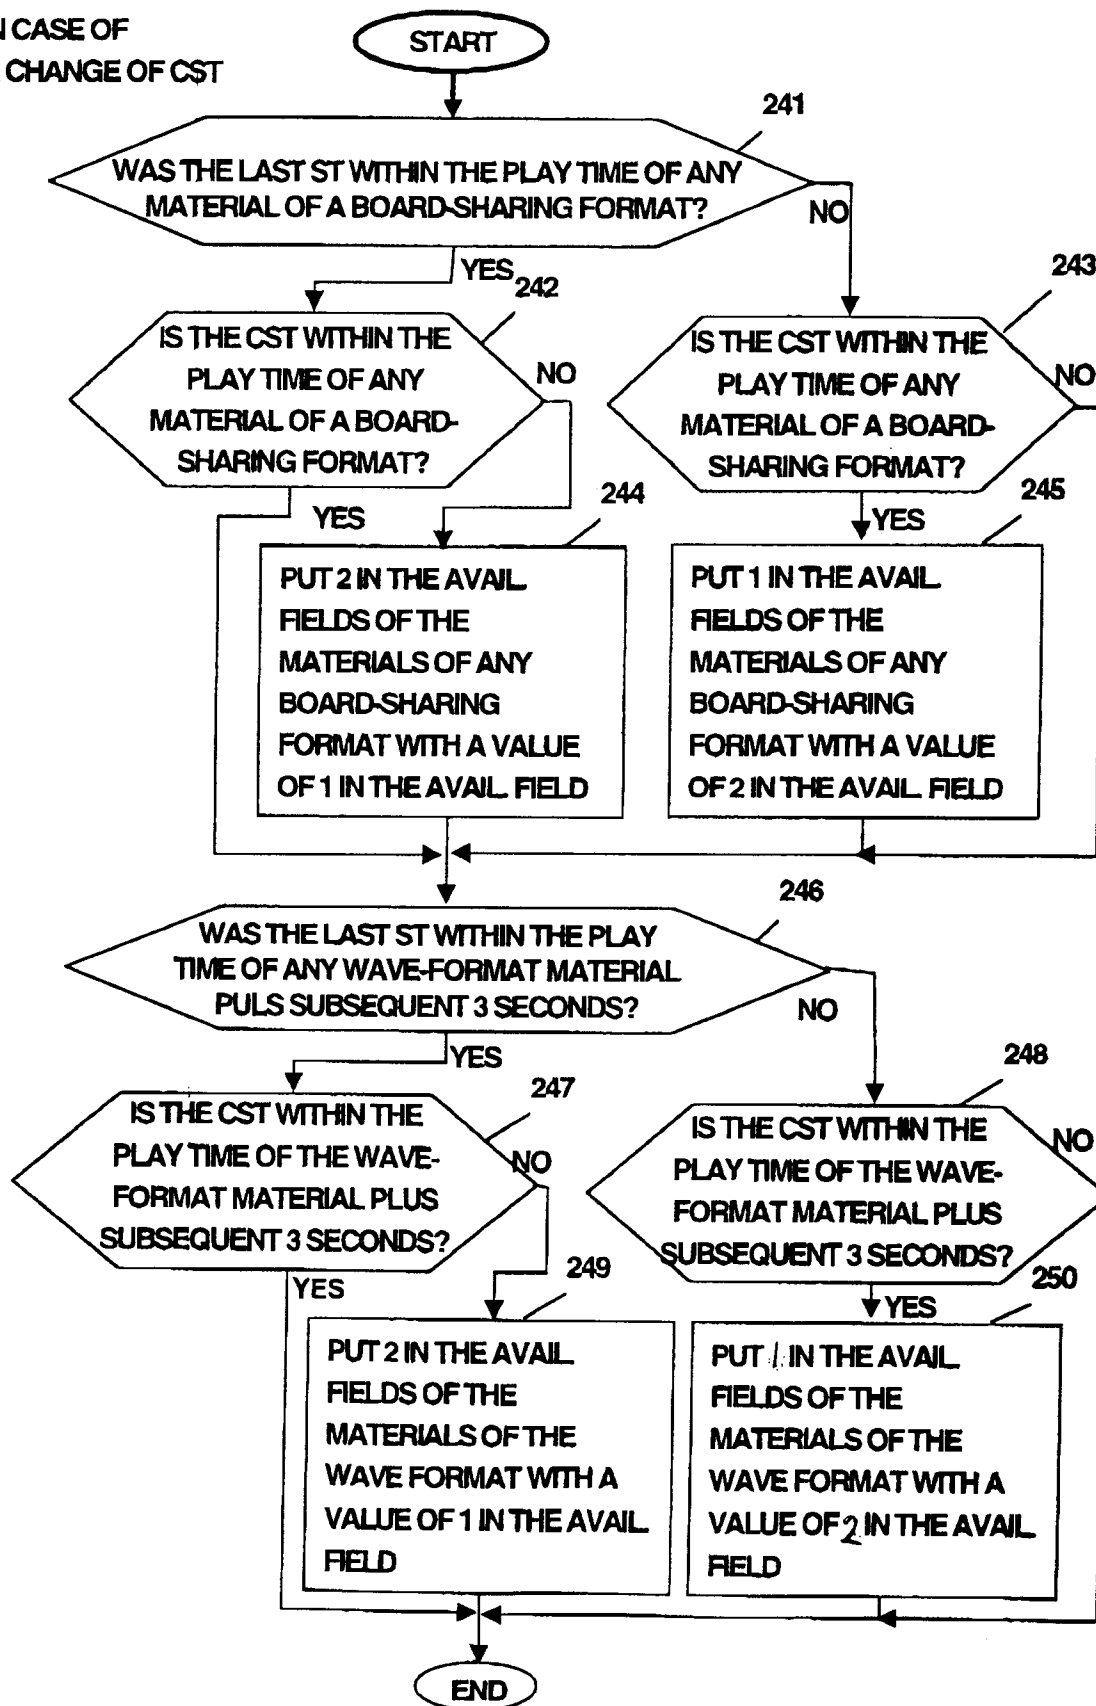 N CASE OF
CHANGE OF CST
START
241
WAS THE LAST ST WITHIN THE PLAY TIME OF ANY
MATERIAL OF A BOARD-SHARING FORMAT?
NO
YES
242
243
IS THE CST WITHIN THE
PLAY TIME OF ANY
MATERIAL OF A BOARD-
SHARING FORMAT?
NO
IS THE CST WITHIN THE
PLAY TIME OF ANY
MATERIAL OF A BOARD-
SHARING FORMAT?
NO
YES
244
YES
245
PUT 2 IN THE AVAIL
FIELDS OF THE
MATERIALS OF ANY
BOARD-SHARING
FORMAT WITH A VALUE
OF 1 IN THE AVAIL FIELD
PUT 1 IN THE AVAIL
FIELDS OF THE
MATERIALS OF ANY
BOARD-SHARING
FORMAT WITH A VALUE
OF 2 IN THE AVAIL FIELD
246
WAS THE LAST ST WITHIN THE PLAY
TIME OF ANY WAVE-FORMAT MATERIAL
PULS SUBSEQUENT 3 SECONDS?
NO
YES
247
248
IS THE CST WITHIN THE
PLAY TIME OF THE WAVE-
FORMAT MATERIAL PLUS
SUBSEQUENT 3 SECONDS?
NO
IS THE CST WITHIN THE
PLAY TIME OF THE WAVE-
FORMAT MATERIAL PLUS
SUBSEQUENT 3 SECONDS?
NO
YES
249
YES
250
PUT 2 IN THE AVAIL
FIELDS OF THE
MATERIALS OF THE
WAVE FORMAT WITH A
VALUE OF 1 IN THE AVAIL
FIELD
PUT 1 IN THE AVAIL
FIELDS OF THE
MATERIALS OF THE
WAVE FORMAT WITH A
VALUE OF 2 IN THE AVAIL
FIELD
END